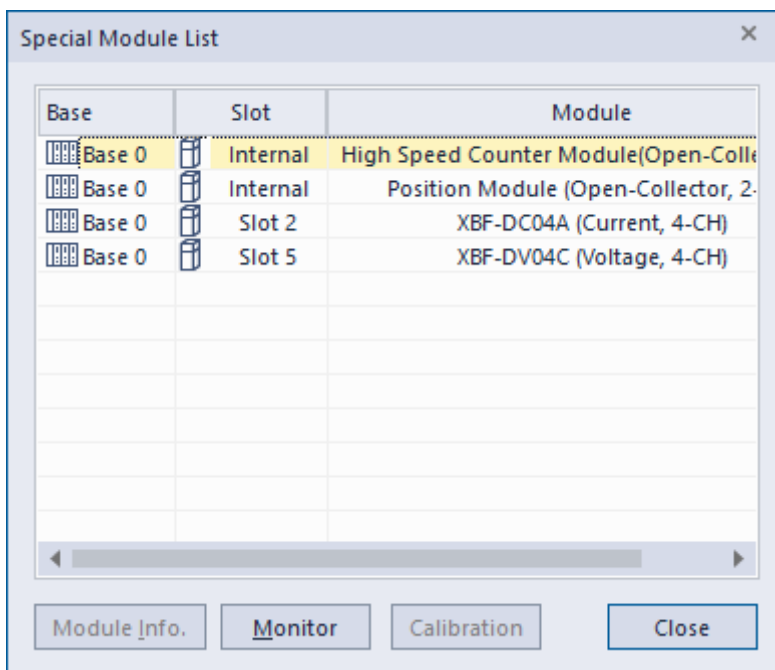 Special Module List
Base Slot Module
Base 0 Internal High Speed Counter Module(Open-Colle
Base 0 Internal Position Module (Open-Collector, 2-
Base 0 Slot 2 XBF-DC04A (Current, 4-CH)
Base 0 Slot 5 XBF-DV04C (Voltage, 4-CH)
Module Info. Monitor Calibration Close